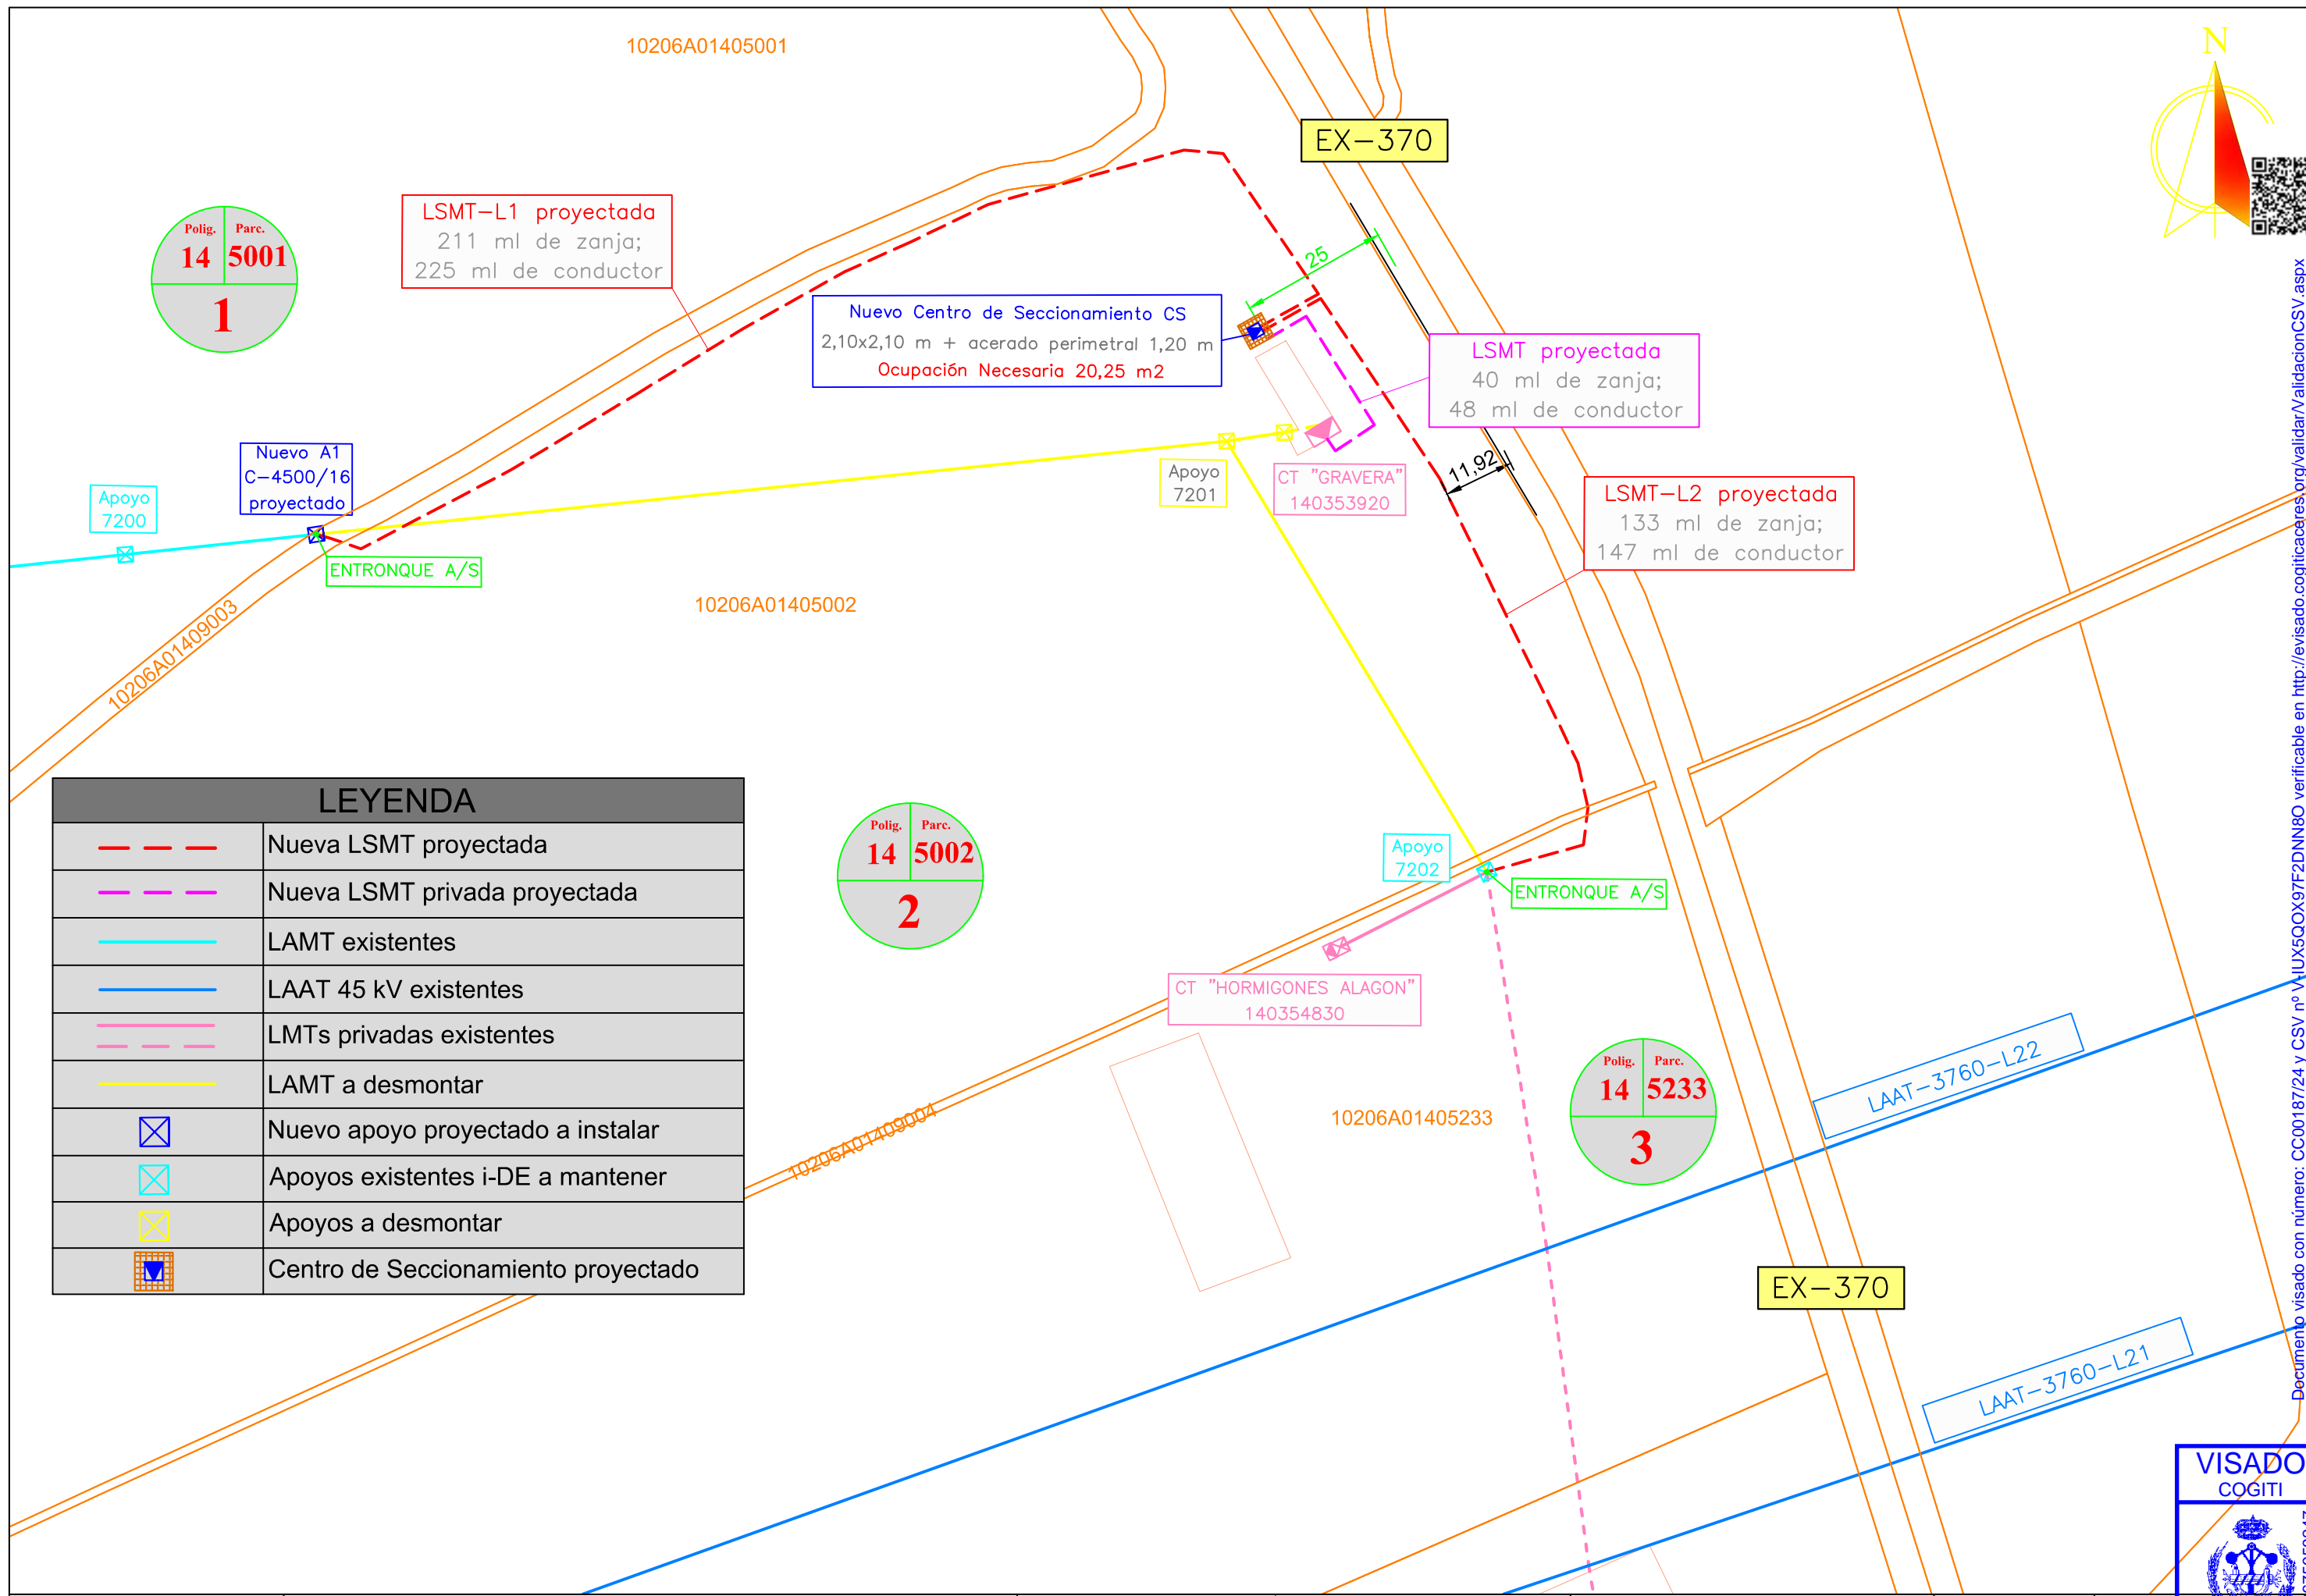 10206A01405001
N
EX-370
LSMT-L1 proyectada
211 ml de zanja;
225 ml de conductor
Polig. Parc.
14 5001
1
25
Nuevo Centro de Seccionamiento CS
2,10x2,10 m + acerado perimetral 1,20 m
Ocupación Necesaria 20,25 m2
LSMT proyectada
40 ml de zanja;
48 ml de conductor
Nuevo A1
C-4500/16
proyectado
Apoyo
7200
Apoyo
7201
CT "GRAVERA"
140353920
11,92
LSMT-L2 proyectada
133 ml de zanja;
147 ml de conductor
ENTRONQUE A/S
10206A01405002
10206A01409003
LEYENDA
Nueva LSMT proyectada
Nueva LSMT privada proyectada
LAMT existentes
LAAT 45 kV existentes
LMTs privadas existentes
LAMT a desmontar
Nuevo apoyo proyectado a instalar
Apoyos existentes i-DE a mantener
Apoyos a desmontar
Centro de Seccionamiento proyectado
Polig. Parc.
14 5002
2
Apoyo
7202
ENTRONQUE A/S
CT "HORMIGONES ALAGON"
140354830
10206A01409004
10206A01405233
Polig. Parc.
14 5233
3
LAAT-3760-L22
EX-370
LAAT-3760-L21
VISADO
COGITI